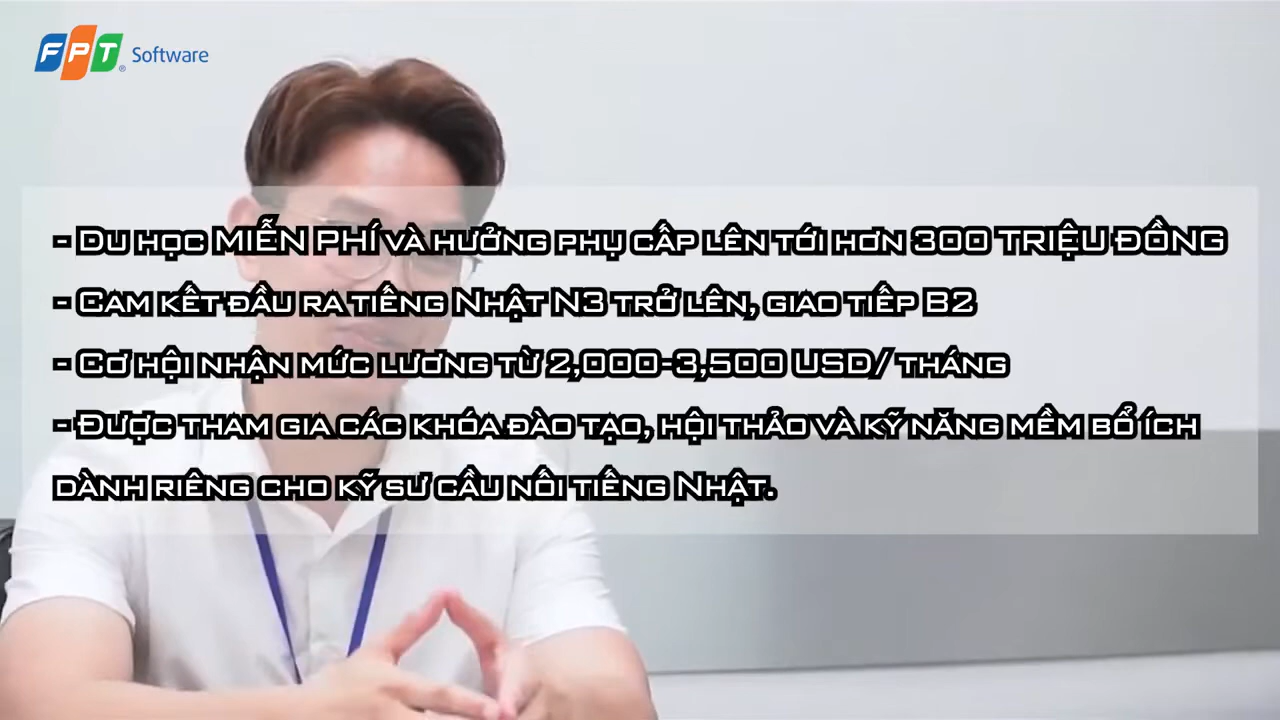 FPT® Software
- Du học MIỄN PHÍ và hưởng phụ cấp lên tới hơn 300 TRIỆU ĐỒNG
- Cam kết đầu ra tiếng Nhật N3 trở lên, giao tiếp B2
- Cơ hội nhận mức lương từ 2,000-3,500 USD/ tháng
- Được tham gia các khóa đào tạo, hội thảo và kỹ năng mềm bổ ích
dành riêng cho kỹ sư cầu nối tiếng Nhật.